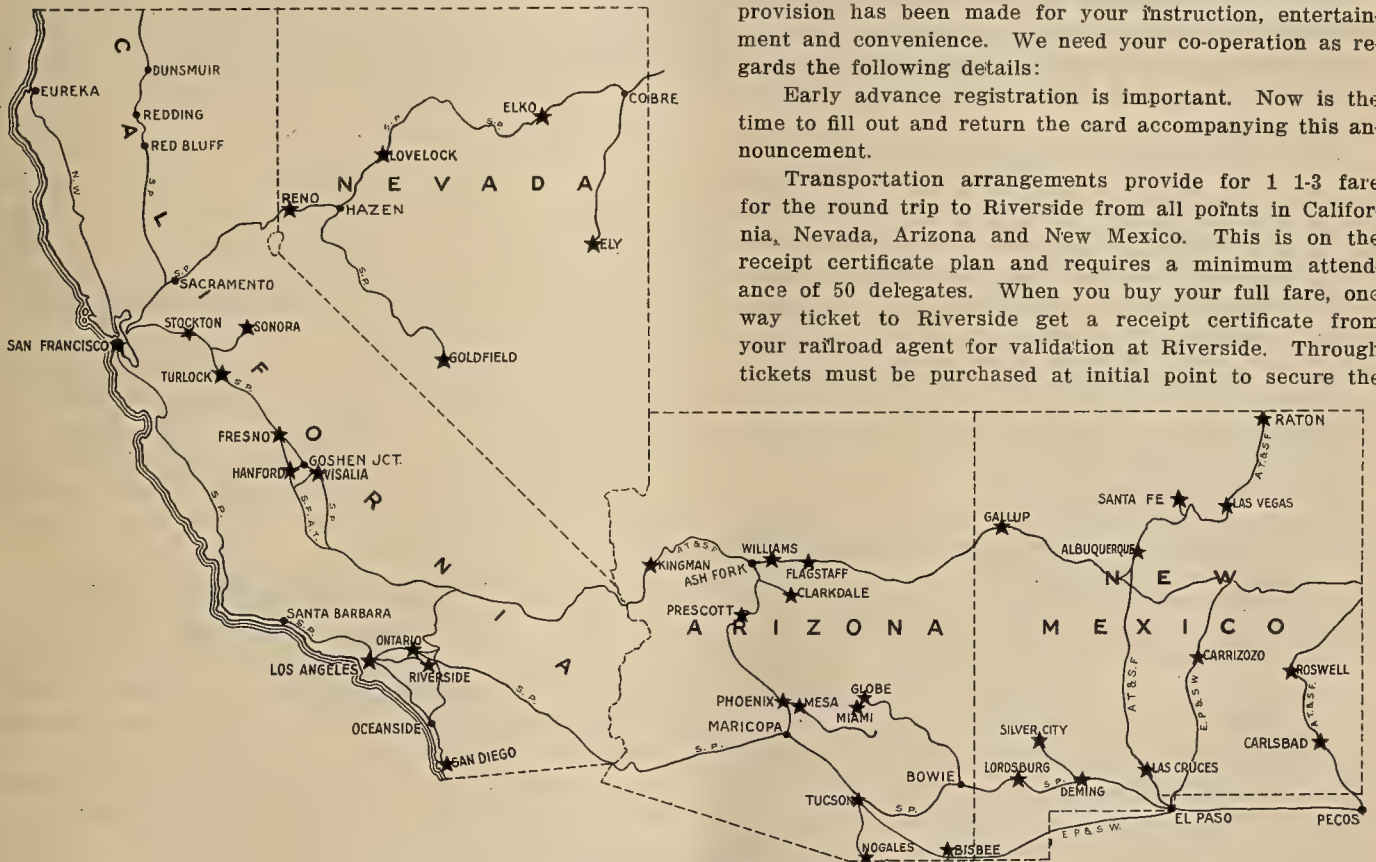 provision has been made for your instruction, entertain-
ment and convenience. We need your co-operation as re-
gards the following details:
Early advance registration is important. Now is the
time to fill out and return the card accompanying this an-
nouncement.
Transportation arrangements provide for 1 1-3 fare
for the round trip to Riverside from all points in Califor-
nia, Nevada, Arizona and New Mexico. This is on the
receipt certificate plan and requires a minimum attend-
ance of 50 delegates. When you buy your full fare, one
way ticket to Riverside get a receipt certificate from
your railroad agent for validation at Riverside. Through
tickets must be purchased at initial point to secure the
CALIFORNIA
DUNSMUIR
EUREKA
REDDING
RED BLUFF
N.W.
S.P.
SACRAMENTO
S.P.
STOCKTON
SONORA
SAN FRANCISCO
TURLOCK
S.P.
FRESNO
GOSHEN JCT.
HANFORD
VISALIA
S.P.
A.T.
S.P.
S.P.
SANTA BARBARA
S.P.
ONTARIO
LOS ANGELES
RIVERSIDE
S.P.
OCEANSIDE
SAN DIEGO
NEVADA
ELKO
COBRE
S.P.
S.P.
LOVELOCK
RENO
HAZEN
ELY
S.P.
GOLDFIELD
ARIZONA
KINGMAN
A.T.&S.F.
ASH FORK
WILLIAMS
FLAGSTAFF
CLARKDALE
PRESCOTT
PHOENIX
MESA
GLOBE
MIAMI
MARICOPA
S.P.
BOWIE
TUCSON
S.P.
NOGALES
BISBEE
E.P.&S.W.
NEW MEXICO
RATON
A.T.&S.F.
SANTA FE
LAS VEGAS
GALLUP
ALBUQUERQUE
CARRIZOZO
ROSWELL
A.T.&S.F.
E.P.&S.W.
A.T.&S.F.
SILVER CITY
CARLSBAD
LORDSBURG
S.P.
DEMING
LAS CRUCES
EL PASO
PECOS